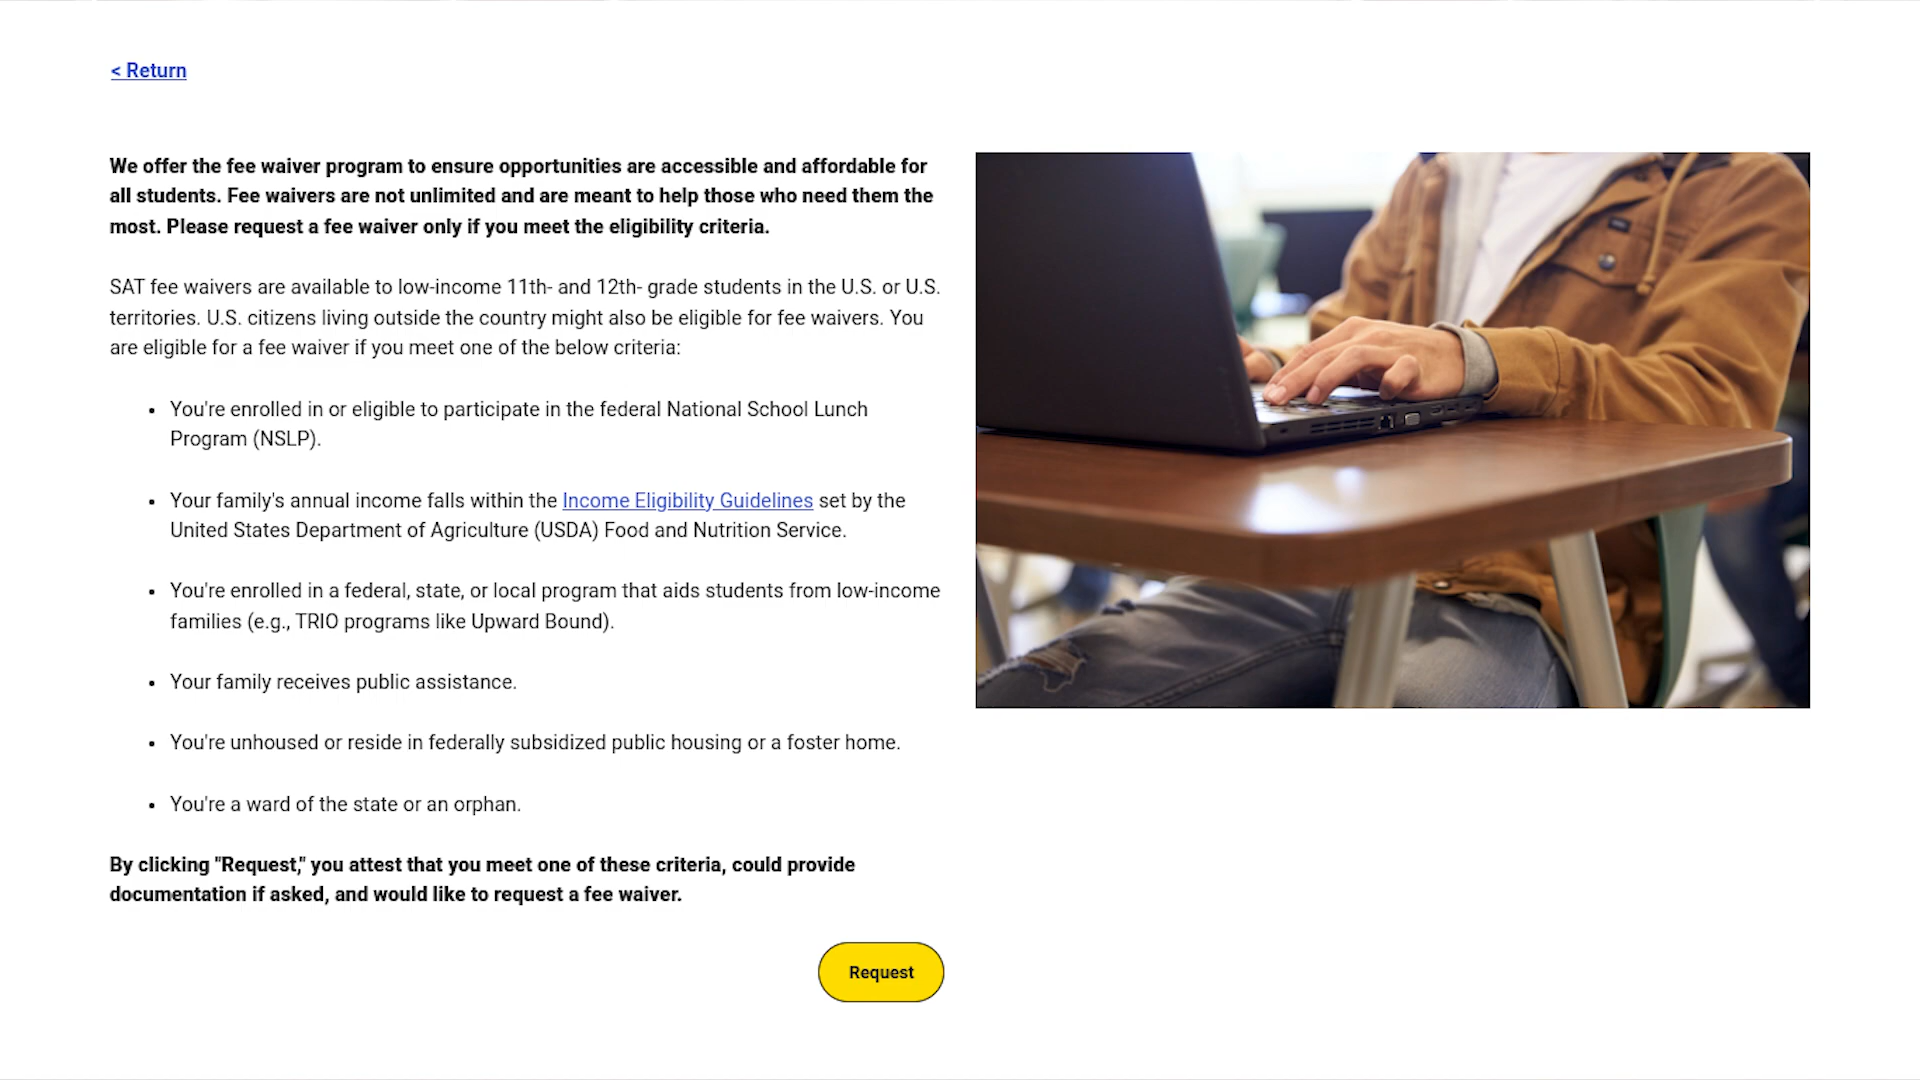 < Return
We offer the fee waiver program to ensure opportunities are accessible and affordable for
all students. Fee waivers are not unlimited and are meant to help those who need them the
most. Please request a fee waiver only if you meet the eligibility criteria.
SAT fee waivers are available to low-income 11th- and 12th- grade students in the U.S. or U.S.
territories. U.S. citizens living outside the country might also be eligible for fee waivers. You
are eligible for a fee waiver if you meet one of the below criteria:
• You're enrolled in or eligible to participate in the federal National School Lunch
Program (NSLP).
• Your family's annual income falls within the Income Eligibility Guidelines set by the
United States Department of Agriculture (USDA) Food and Nutrition Service.
• You're enrolled in a federal, state, or local program that aids students from low-income
families (e.g., TRIO programs like Upward Bound).
• Your family receives public assistance.
• You're unhoused or reside in federally subsidized public housing or a foster home.
• You're a ward of the state or an orphan.
By clicking "Request," you attest that you meet one of these criteria, could provide
documentation if asked, and would like to request a fee waiver.
Request